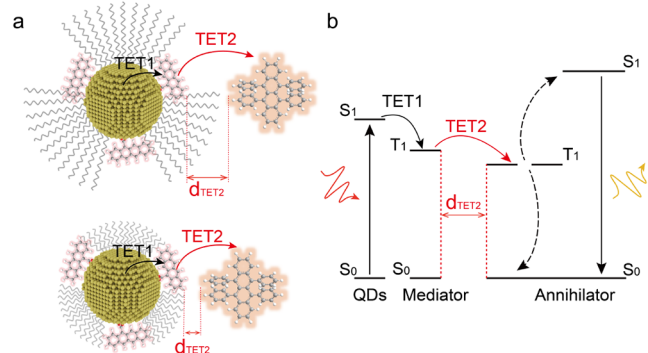 a
TET2
TET1
dTET2
TET2
TET1
dTET2
b
S1
S1
TET1
TET2
T1
T1
dTET2
S0
S0
S0
QDs
Mediator
Annihilator